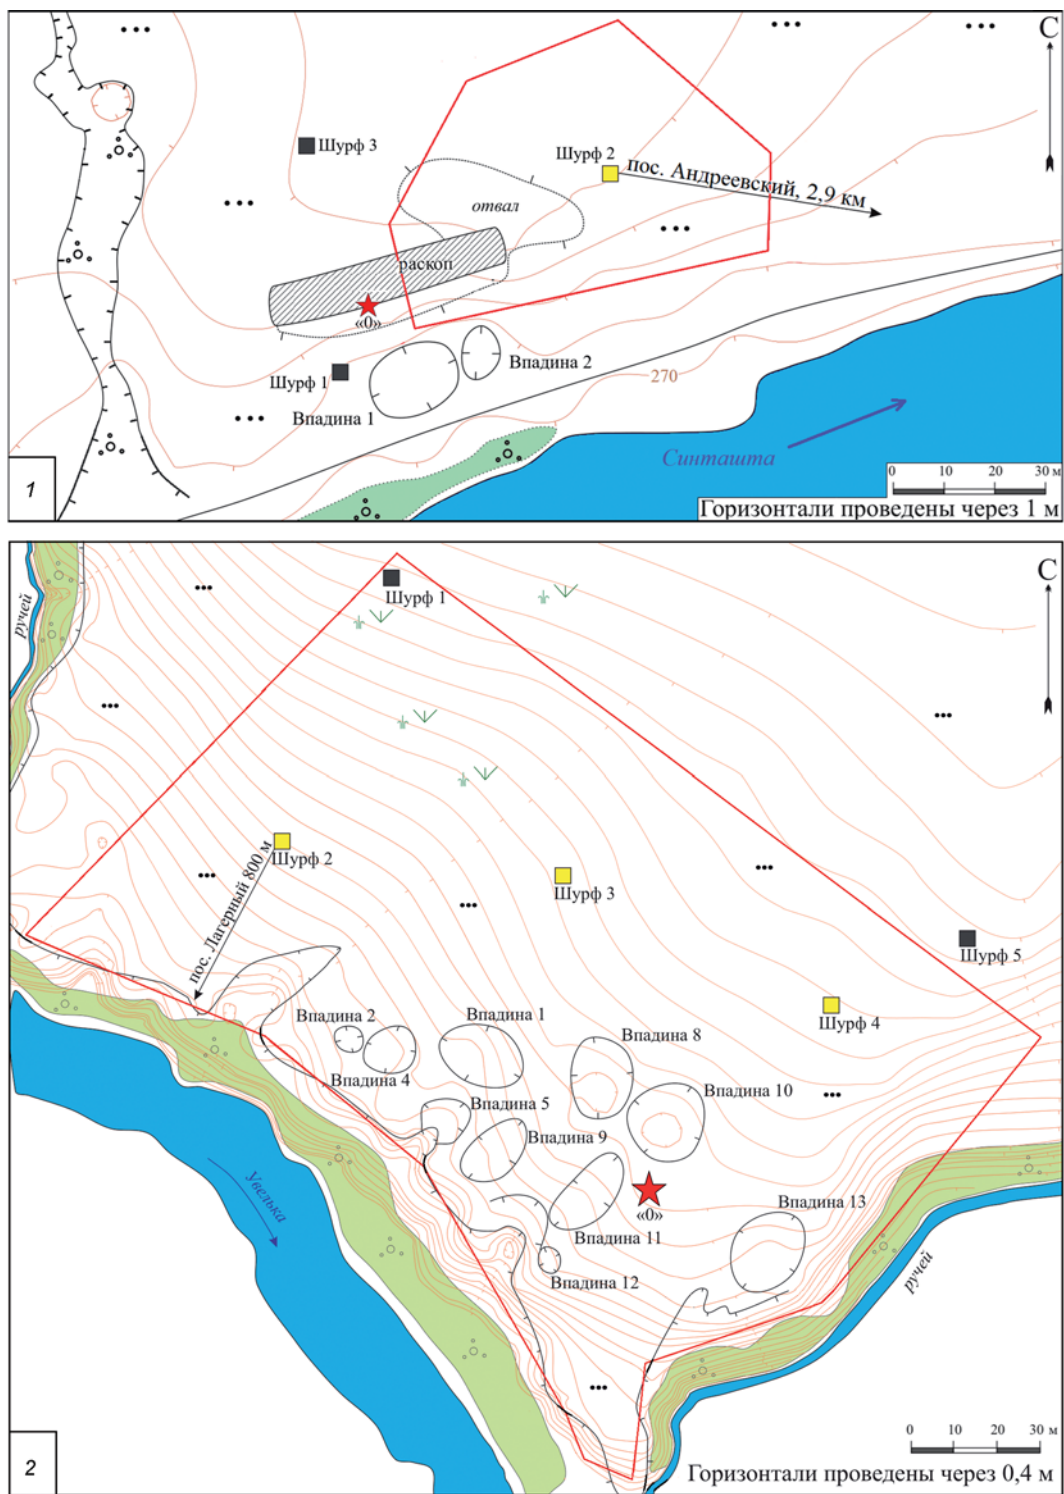 С
Шурф 3
Шурф 2
пос. Андреевский, 2,9 км
отвал
раскоп
«0»
Шурф 1
Впадина 2
Впадина 1
270
Синташта
0 10 20 30 м
1
Горизонтали проведены через 1 м
С
ручей
Шурф 1
Шурф 2
пос. Лагерный 800 м
Шурф 3
Шурф 5
Шурф 4
Впадина 2
Впадина 1
Впадина 8
Впадина 4
Впадина 10
Впадина 5
Впадина 9
Увелька
«0»
Впадина 13
Впадина 11
Впадина 12
ручей
0 10 20 30 м
2
Горизонтали проведены через 0,4 м